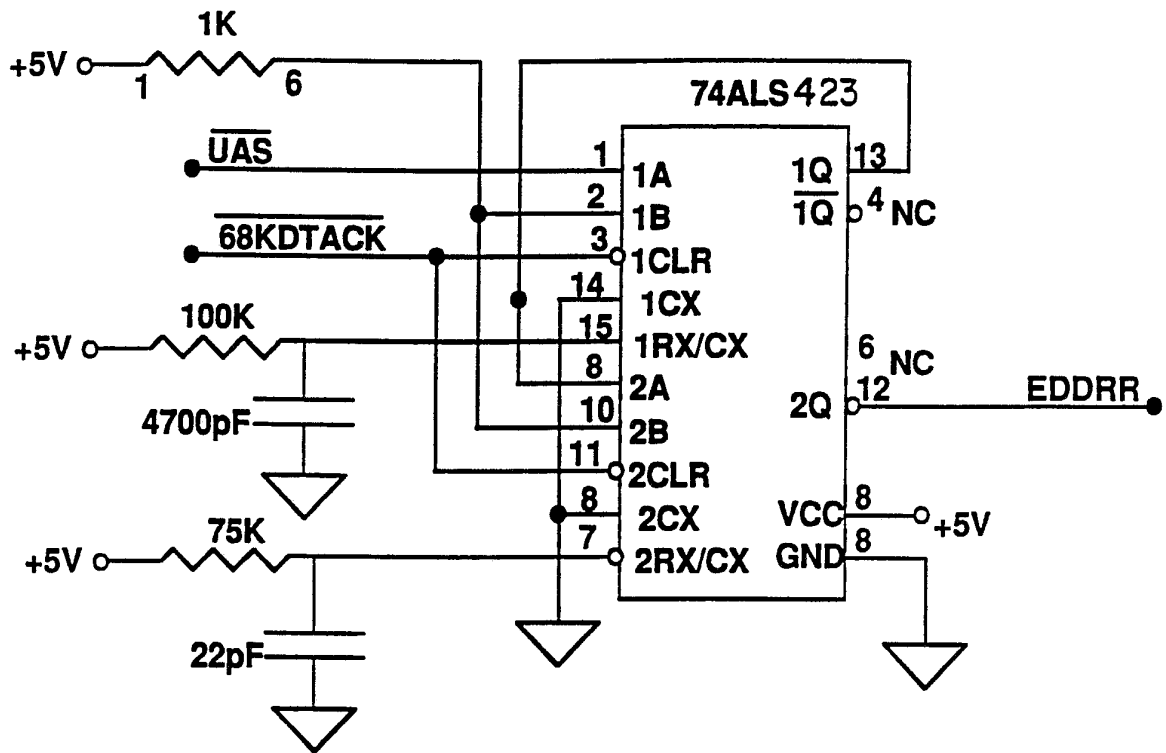 1K
+5V
1
6
74ALS423
UAS
1
1A
1Q
13
2
1B
1Q
4
NC
68KDTACK
3
1CLR
14
1CX
100K
+5V
15
1RX/CX
6
NC
8
2A
12
2Q
EDDRR
4700pF
10
2B
11
2CLR
8
2CX
VCC
8
+5V
75K
+5V
7
2RX/CX
GND
8
22pF